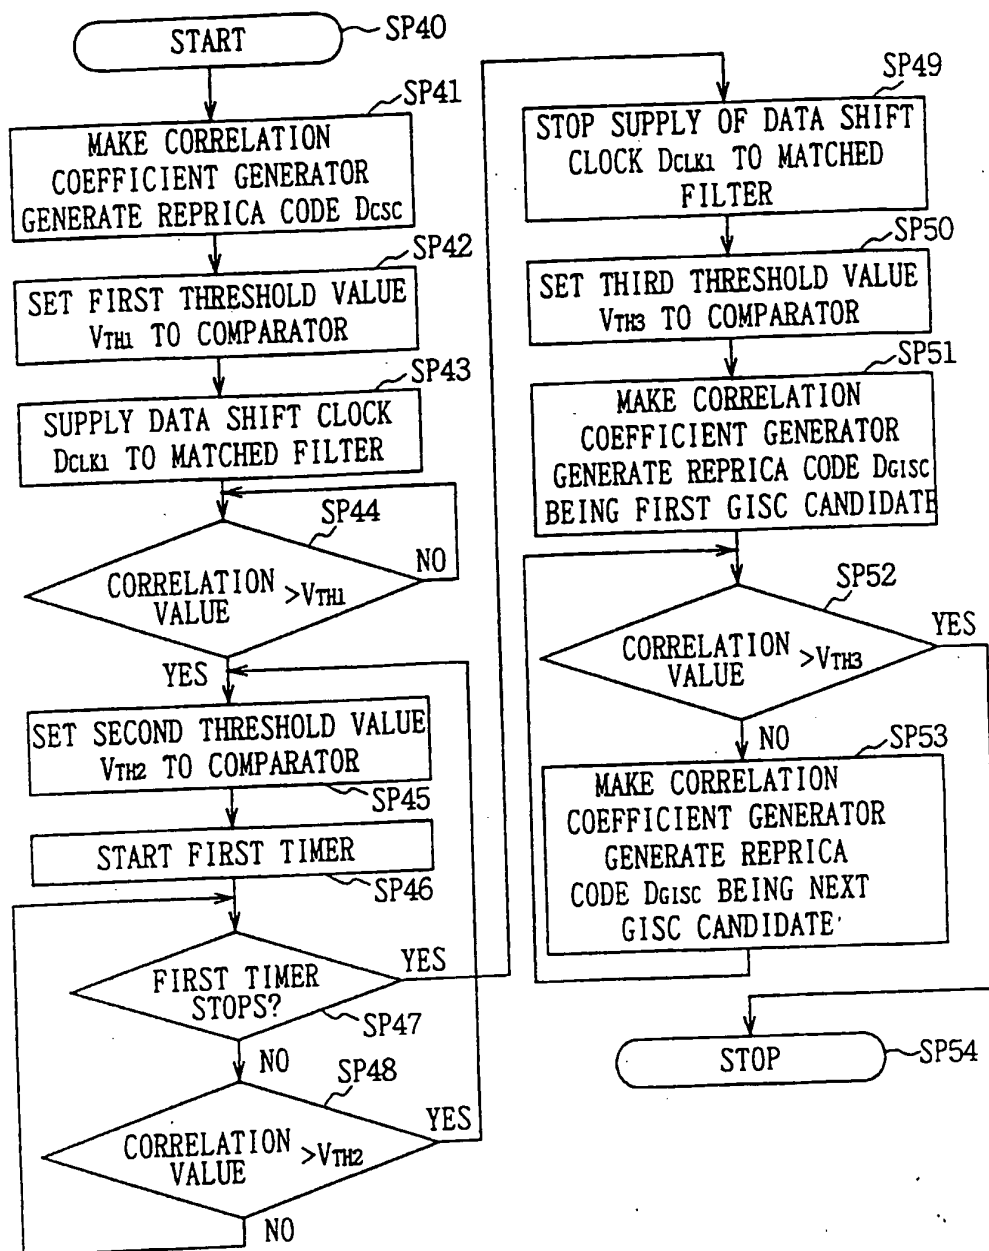 START
SP40
SP41
MAKE CORRELATION
COEFFICIENT GENERATOR
GENERATE REPRICA CODE DCSC
SP42
SET FIRST THRESHOLD VALUE
VTH1 TO COMPARATOR
SP43
SUPPLY DATA SHIFT CLOCK
DCLK1 TO MATCHED FILTER
SP44
CORRELATION
VALUE
>VTH1
NO
YES
SET SECOND THRESHOLD VALUE
VTH2 TO COMPARATOR
SP45
START FIRST TIMER
SP46
FIRST TIMER
STOPS?
YES
SP47
NO
SP48
CORRELATION
VALUE
>VTH2
YES
NO
SP49
STOP SUPPLY OF DATA SHIFT
CLOCK DCLK1 TO MATCHED
FILTER
SP50
SET THIRD THRESHOLD VALUE
VTH3 TO COMPARATOR
SP51
MAKE CORRELATION
COEFFICIENT GENERATOR
GENERATE REPRICA CODE DGISC
BEING FIRST GISC CANDIDATE
SP52
CORRELATION
VALUE
>VTH3
YES
NO
SP53
MAKE CORRELATION
COEFFICIENT GENERATOR
GENERATE REPRICA
CODE DGISC BEING NEXT
GISC CANDIDATE
STOP
SP54